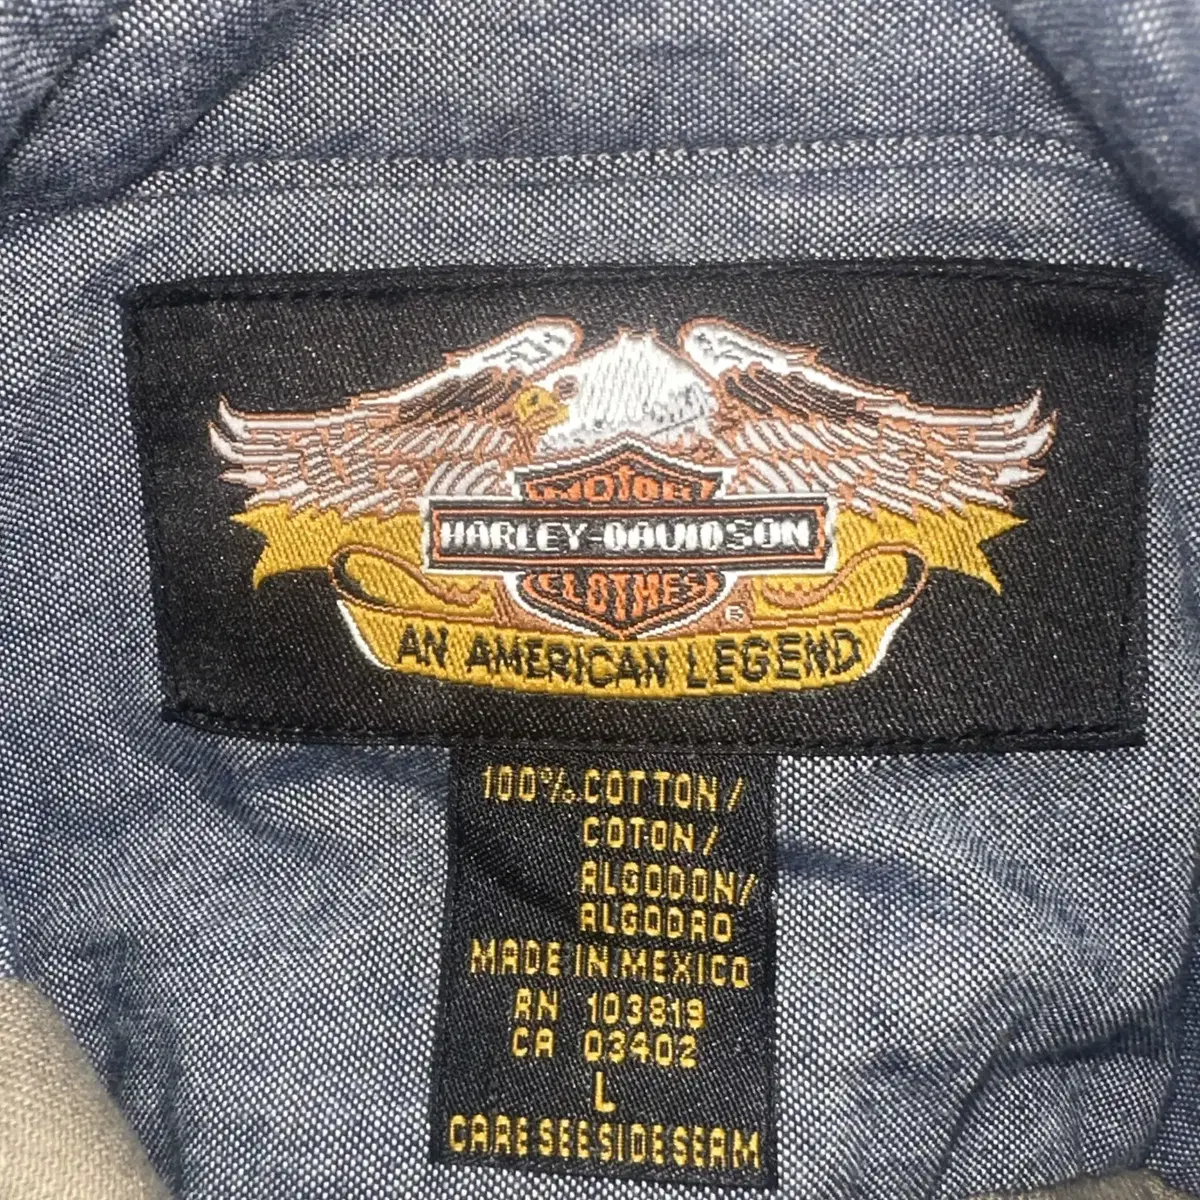 MOTOR
HARLEY-DAVIDSON
CLOTHES
®
AN AMERICAN LEGEND
100% COTTON/
COTON/
ALGODON/
ALGODAO
MADE IN MEXICO
RN 103819
CA 03402
L
CARE SEE SIDE SEAM